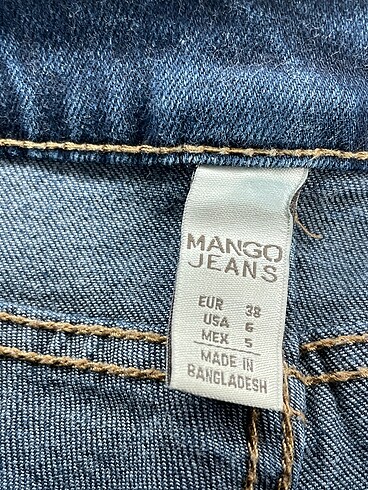 MANGO
JEANS
EUR 38
USA 6
MEX 5
MADE IN
BANGLADESH